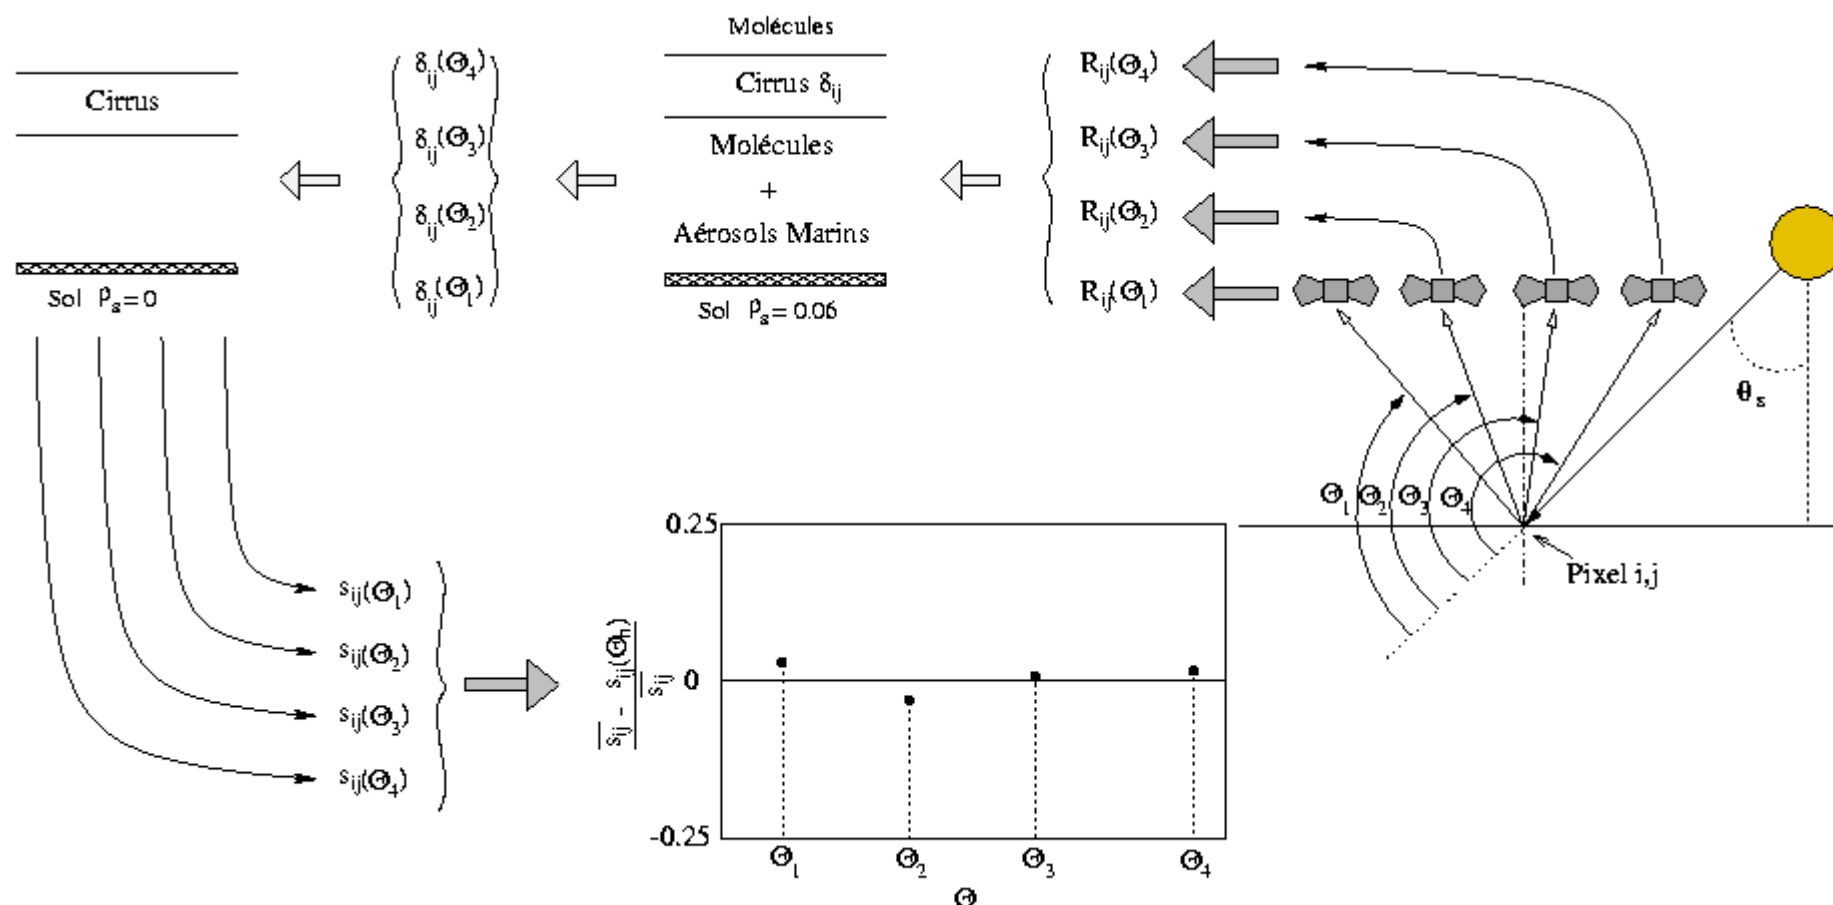 Cirrus
Sol ρs = 0
δij(Θ4)
δij(Θ3)
δij(Θ2)
δij(Θ1)
Molécules
Cirrus δij
Molécules
+
Aérosols Marins
Sol ρs = 0.06
Rij(Θ4)
Rij(Θ3)
Rij(Θ2)
Rij(Θ1)
θs
Θ1 Θ2 Θ3 Θ4
Pixel i,j
sij(Θ1)
sij(Θ2)
sij(Θ3)
sij(Θ4)
s̅i̅j̅ - sij(Θn)
s̅i̅j̅
0.25
0
-0.25
Θ1 Θ2 Θ3 Θ4
Θ